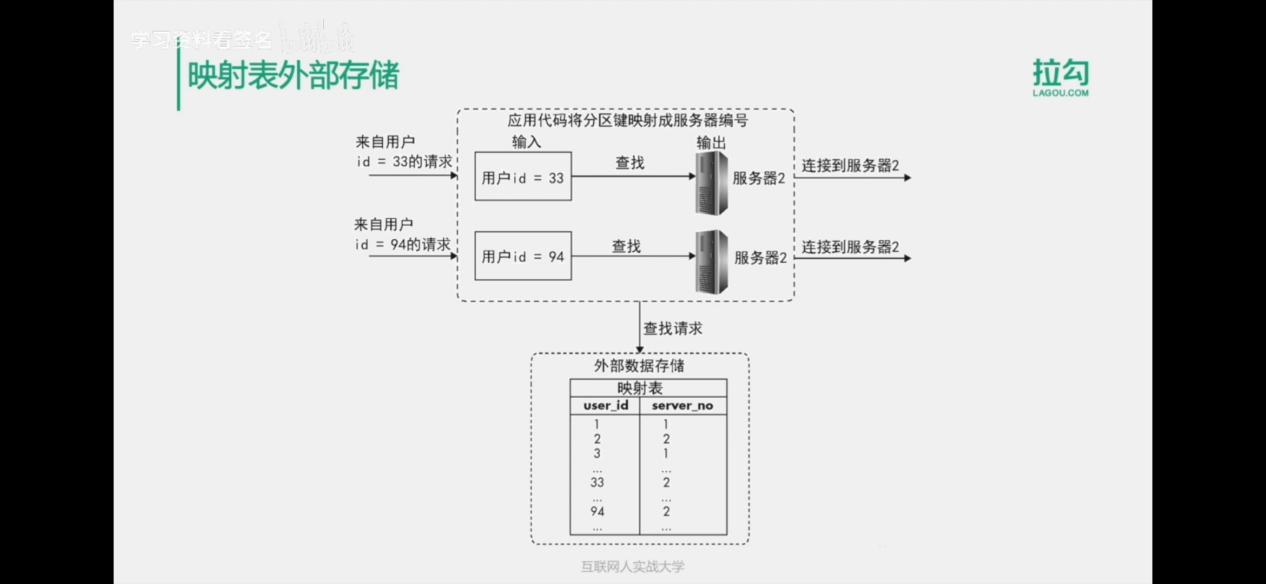 学习资料看签名
映射表外部存储
拉勾
LAGOU.COM
应用代码将分区键映射成服务器编号
输入
输出
来自用户
id = 33的请求
用户id = 33
查找
服务器2
连接到服务器2
来自用户
id = 94的请求
用户id = 94
查找
服务器2
连接到服务器2
查找请求
外部数据存储
映射表
user_id server_no
1 1
2 2
3 1
... ...
33 2
... ...
94 2
... ...
互联网人实战大学